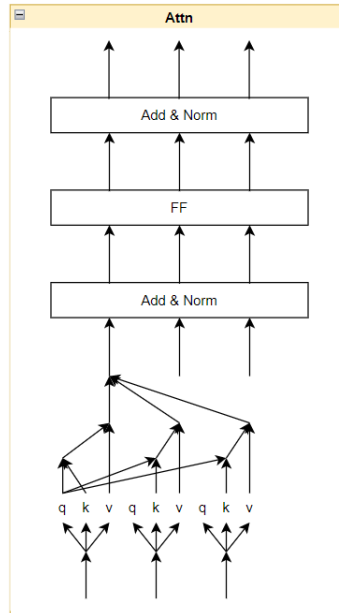 Attn
Add & Norm
FF
Add & Norm
q k v q k v q k v